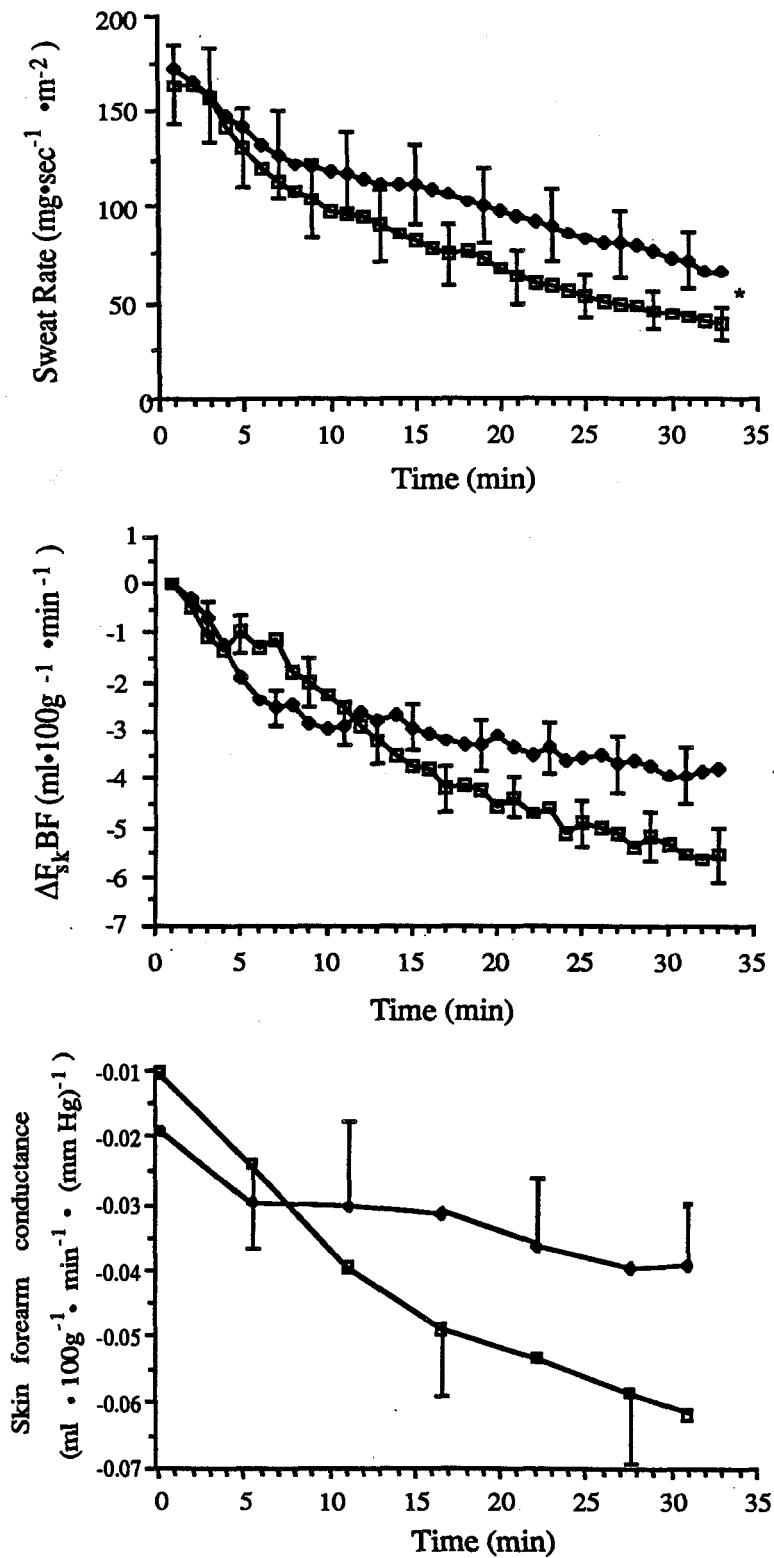 Sweat Rate (mg•sec⁻¹ •m⁻²)
200
150
100
50
0
*
0 5 10 15 20 25 30 35
Time (min)
ΔFskBF (ml•100g⁻¹ •min⁻¹)
1
0
-1
-2
-3
-4
-5
-6
-7
0 5 10 15 20 25 30 35
Time (min)
Skin forearm conductance
(ml • 100g⁻¹• min⁻¹ • (mm Hg)⁻¹
-0.01
-0.02
-0.03
-0.04
-0.05
-0.06
-0.07
0 5 10 15 20 25 30 35
Time (min)